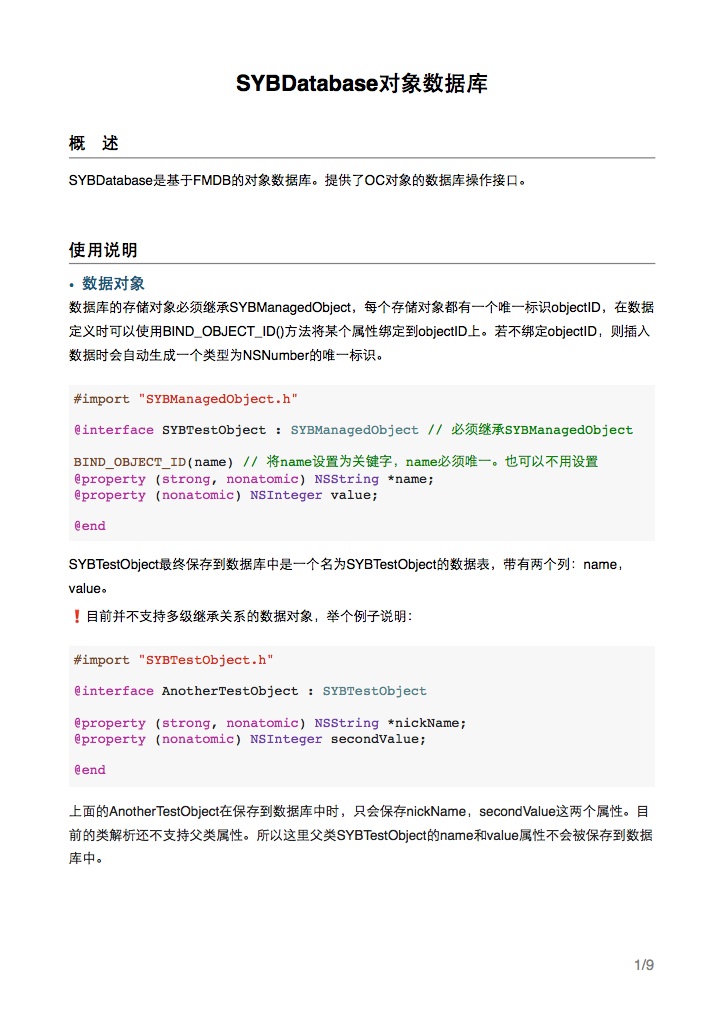 SYBDatabase对象数据库
概 述
SYBDatabase是基于FMDB的对象数据库。提供了OC对象的数据库操作接口。
使用说明
• 数据对象
数据库的存储对象必须继承SYBManagedObject，每个存储对象都有一个唯一标识objectID，在数据
定义时可以使用BIND_OBJECT_ID()方法将某个属性绑定到objectID上。若不绑定objectID，则插入
数据时会自动生成一个类型为NSNumber的唯一标识。
#import "SYBManagedObject.h"
@interface SYBTestObject : SYBManagedObject // 必须继承SYBManagedObject
BIND_OBJECT_ID(name) // 将name设置为关键字，name必须唯一。也可以不用设置
@property (strong, nonatomic) NSString *name;
@property (nonatomic) NSInteger value;
@end
SYBTestObject最终保存到数据库中是一个名为SYBTestObject的数据表，带有两个列：name，
value。
❗目前并不支持多级继承关系的数据对象，举个例子说明：
#import "SYBTestObject.h"
@interface AnotherTestObject : SYBTestObject
@property (strong, nonatomic) NSString *nickName;
@property (nonatomic) NSInteger secondValue;
@end
上面的AnotherTestObject在保存到数据库中时，只会保存nickName，secondValue这两个属性。目
前的类解析还不支持父类属性。所以这里父类SYBTestObject的name和value属性不会被保存到数据
库中。
1/9